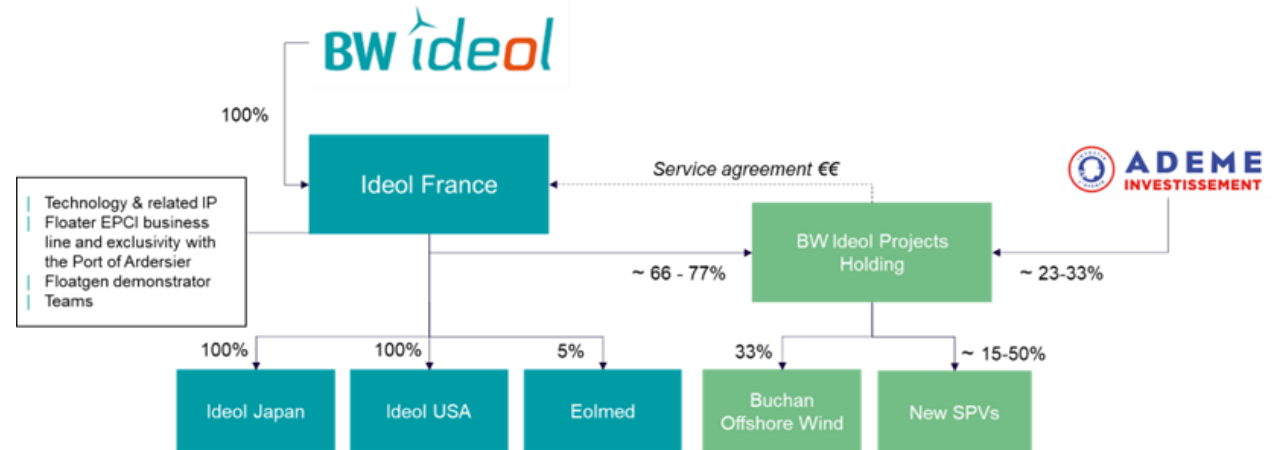 BW ideol
100%
Ideol France
Service agreement €€
ADEME
INVESTISSEMENT
Technology & related IP
Floater EPCI business
line and exclusivity with
the Port of Ardersier
Floatgen demonstrator
Teams
BW Ideol Projects
Holding
~ 66 - 77%
~ 23-33%
100%
100%
5%
33%
~ 15-50%
Ideol Japan
Ideol USA
Eolmed
Buchan
Offshore Wind
New SPVs